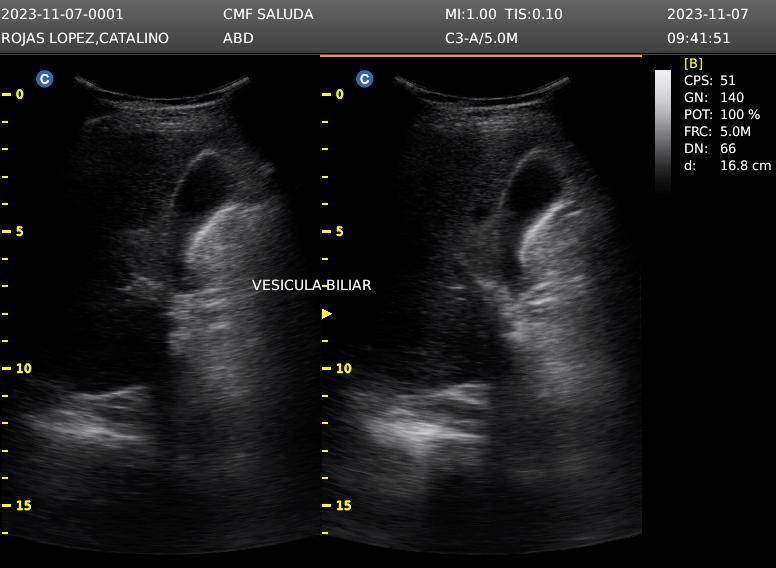 2023-11-07-0001 CMF SALUDA MI:1.00 TIS:0.10 2023-11-07
ROJAS LOPEZ,CATALINO ABD C3-A/5.0M 09:41:51
C C [B]
0 0 CPS: 51
GN: 140
POT: 100 %
FRC: 5.0M
DN: 66
d: 16.8 cm
5 5
VESICULA BILIAR
10 10
15 15